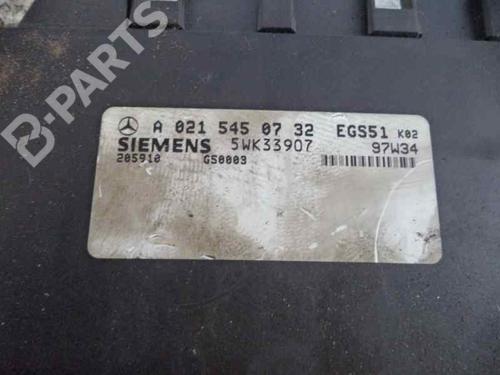 A 021 545 07 32 EGS51 K02
SIEMENS 5WK33907 97W34
205910 GS0003
B-PARTS